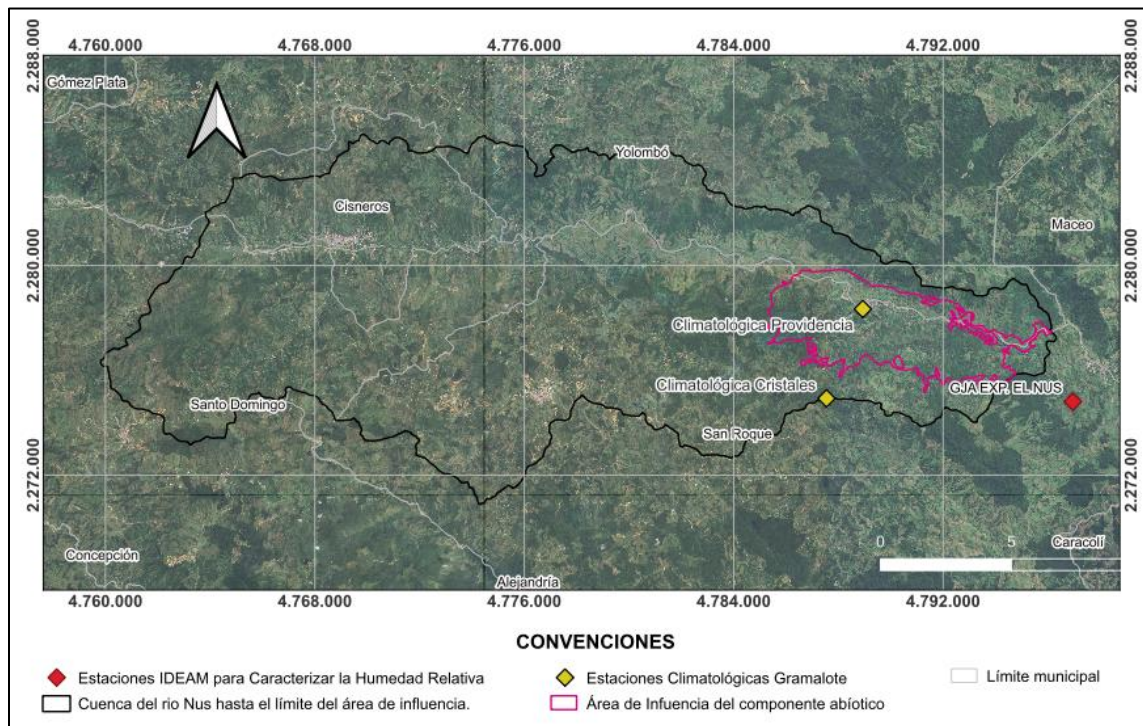 4.760.000 4.768.000 4.776.000 4.784.000 4.792.000
2.288.000 2.288.000
Gómez Plata
Yolombó
Cisneros
Maceo
2.280.000 2.280.000
Climatológica Providencia
Climatológica Cristales
GJA EXP. EL NUS
Santo Domingo
San Roque
2.272.000 2.272.000
Concepción
0 5
Caracolí
Alejandría
4.760.000 4.768.000 4.776.000 4.784.000 4.792.000
CONVENCIONES
Estaciones IDEAM para Caracterizar la Humedad Relativa Estaciones Climatológicas Gramalote Límite municipal
Cuenca del rio Nus hasta el límite del área de influencia. Área de Infuencia del componente abíotico